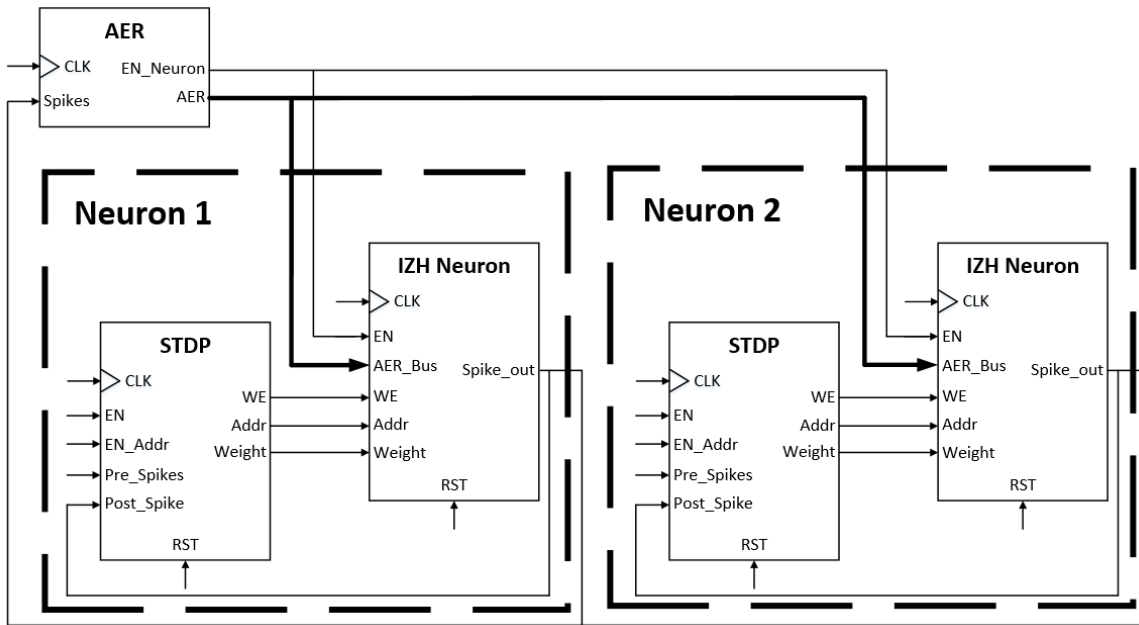 AER
CLK
EN_Neuron
Spikes
AER
Neuron 1
IZH Neuron
CLK
EN
AER_Bus
Spike_out
WE
Addr
Weight
RST
STDP
CLK
WE
EN
Addr
EN_Addr
Weight
Pre_Spikes
Post_Spike
RST
Neuron 2
IZH Neuron
CLK
EN
AER_Bus
Spike_out
WE
Addr
Weight
RST
STDP
CLK
WE
EN
Addr
EN_Addr
Weight
Pre_Spikes
Post_Spike
RST